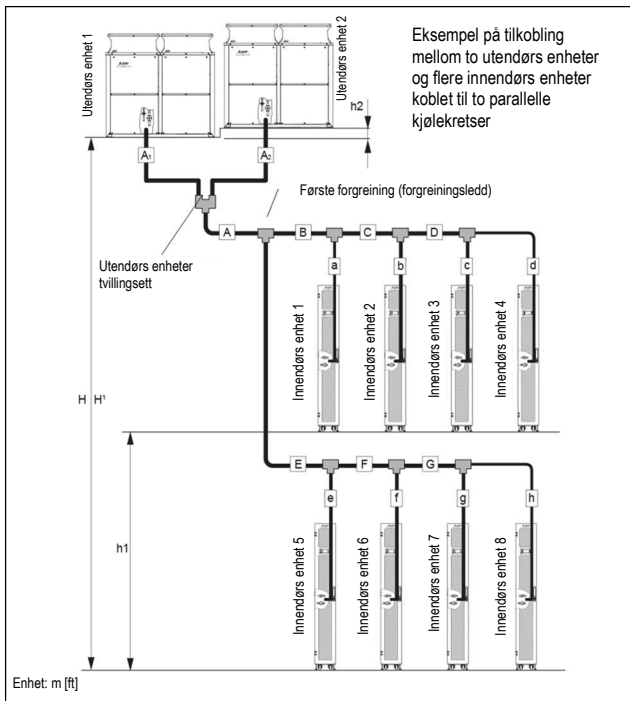 Utendørs enhet 1
Utendørs enhet 2
Eksempel på tilkobling
mellom to utendørs enheter
og flere innendørs enheter
koblet til to parallelle
kjølekretser
h2
A₁
A₂
Første forgreining (forgreiningsledd)
A
B
C
D
Utendørs enheter
tvillingsett
a
b
c
d
Innendørs enhet 1
Innendørs enhet 2
Innendørs enhet 3
Innendørs enhet 4
H H¹
E
F
G
e
f
g
h
h1
Innendørs enhet 5
Innendørs enhet 6
Innendørs enhet 7
Innendørs enhet 8
Enhet: m [ft]